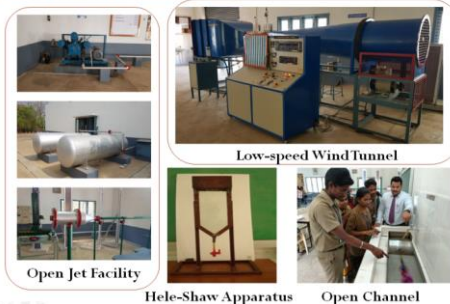 Low-speed WindTunnel
Open Jet Facility
Hele-Shaw Apparatus
Open Channel